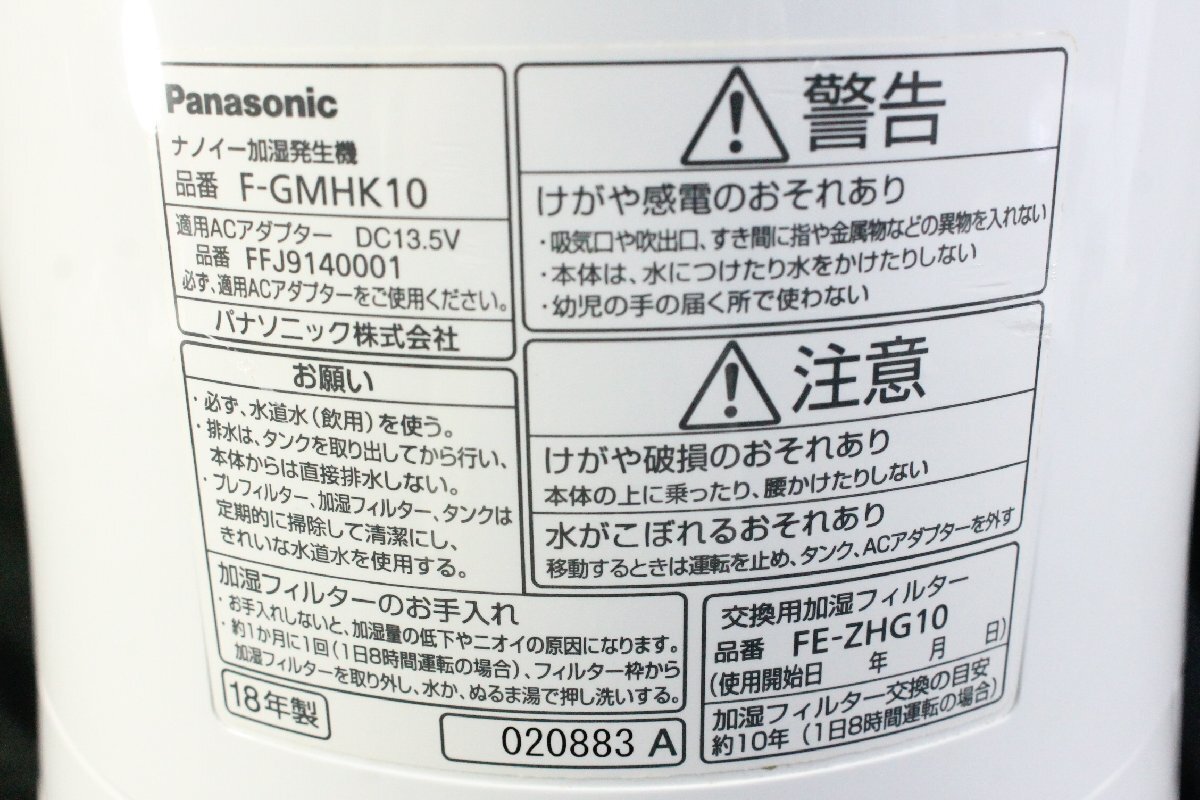 Panasonic
ナノイー加湿発生機
品番 F-GMHK10
適用ACアダプター DC13.5V
品番 FFJ9140001
必ず、適用ACアダプターをご使用ください。
パナソニック株式会社
警告
けがや感電のおそれあり
・吸気口や吹出口、すき間に指や金属物などの異物を入れない
・本体は、水につけたり水をかけたりしない
・幼児の手の届く所で使わない
お願い
・必ず、水道水(飲用)を使う。
・排水は、タンクを取り出してから行い、
本体からは直接排水しない。
・プレフィルター、加湿フィルター、タンクは
定期的に掃除して清潔にし、
きれいな水道水を使用する。
注意
けがや破損のおそれあり
本体の上に乗ったり、腰かけたりしない
水がこぼれるおそれあり
移動するときは運転を止め、タンク、ACアダプターを外す
加湿フィルターのお手入れ
・お手入れしないと、加湿量の低下やニオイの原因になります。
・約1か月に1回(1日8時間運転の場合)、フィルター枠から
加湿フィルターを取り外し、水か、ぬるま湯で押し洗いする。
18年製
020883 A
交換用加湿フィルター
品番 FE-ZHG10
(使用開始日 年 月 日)
加湿フィルター交換の目安
約10年(1日8時間運転の場合)